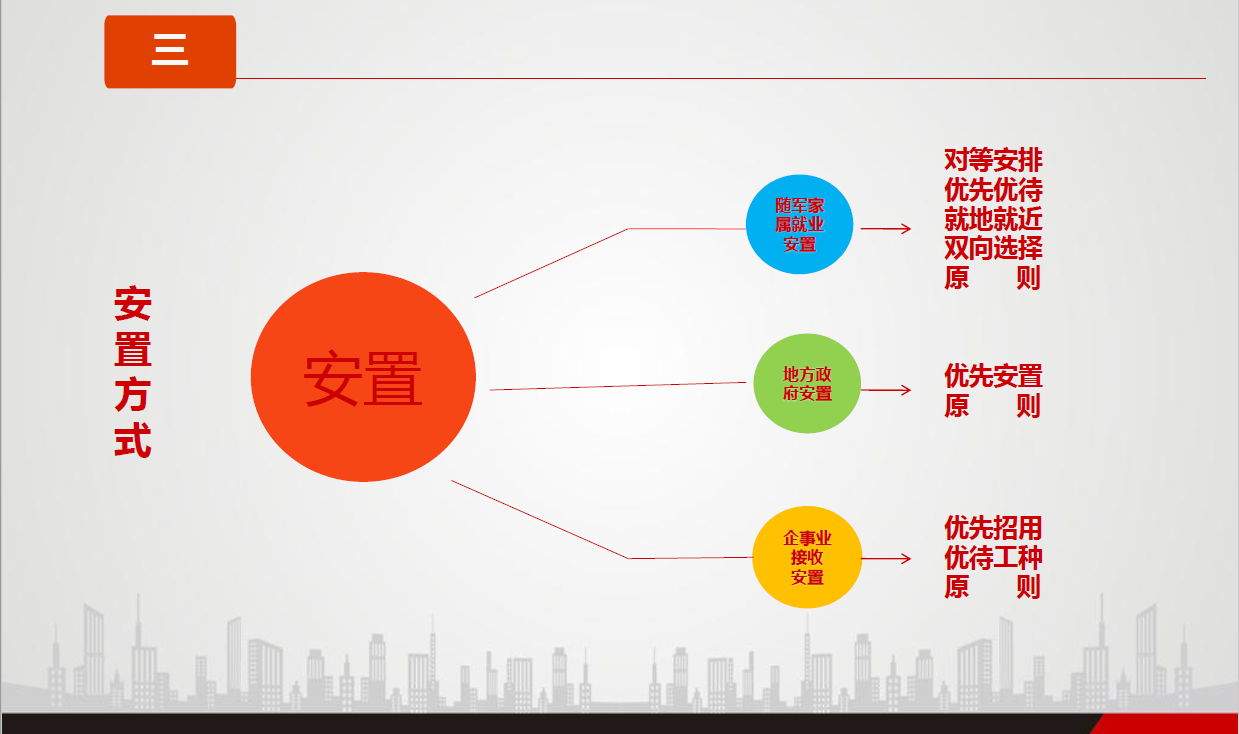 三
安置方式
安置
随军家
属就业
安置
对等安排
优先优待
就地就近
双向选择
原 则
地方政
府安置
优先安置
原 则
企事业
接收
安置
优先招用
优待工种
原 则